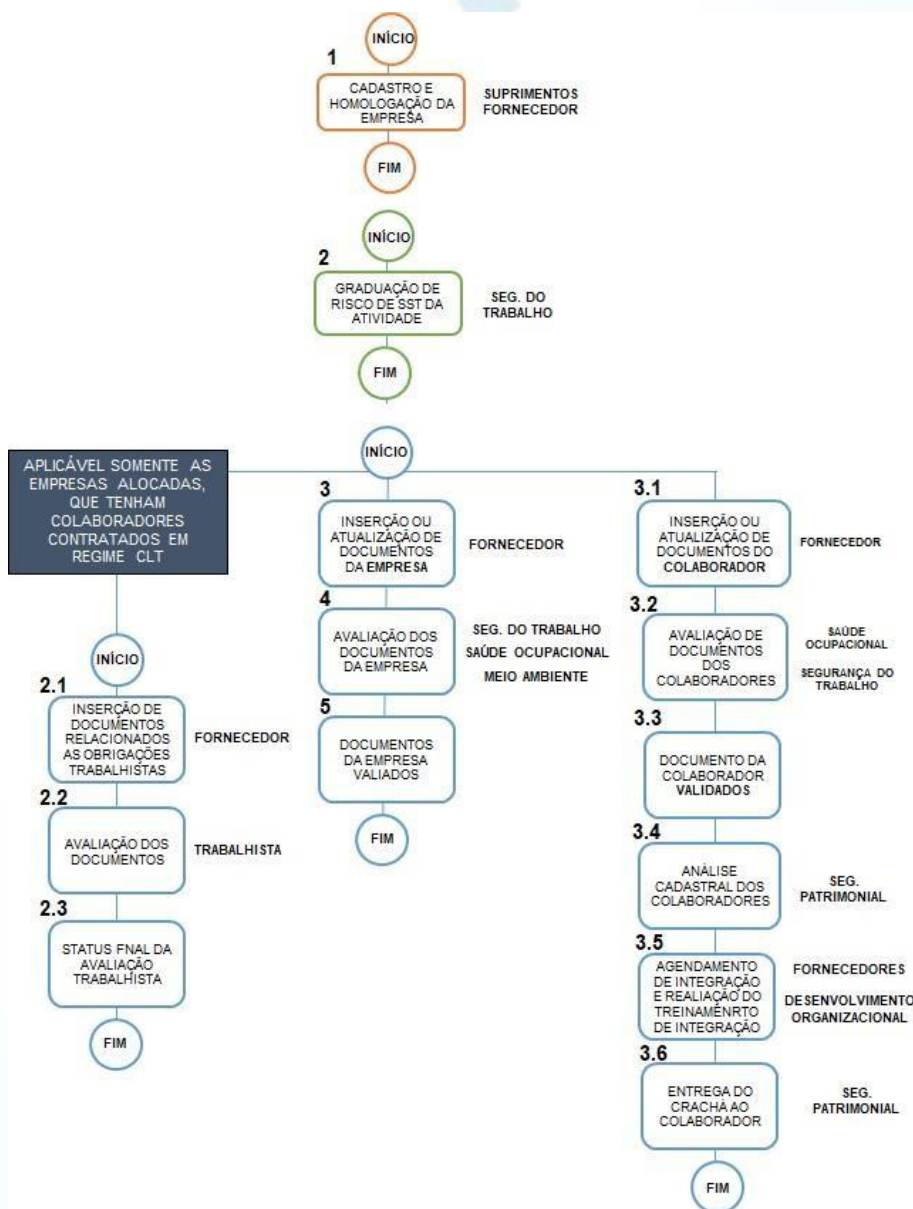 INÍCIO
1
CADASTRO E
HOMOLOGAÇÃO DA
EMPRESA
SUPRIMENTOS
FORNECEDOR
FIM
INÍCIO
2
GRADUAÇÃO DE
RISCO DE SST DA
ATIVIDADE
SEG. DO
TRABALHO
FIM
INÍCIO
APLICÁVEL SOMENTE AS
EMPRESAS ALOCADAS,
QUE TENHAM
COLABORADORES
CONTRATADOS EM
REGIME CLT
INÍCIO
2.1
INSERÇÃO DE
DOCUMENTOS
RELACIONADOS
AS OBRIGAÇÕES
TRABALHISTAS
FORNECEDOR
2.2
AVALIAÇÃO DOS
DOCUMENTOS
TRABALHISTA
2.3
STATUS FNAL DA
AVALIAÇÃO
TRABALHISTA
FIM
3
INSERÇÃO OU
ATUALIZAÇÃO DE
DOCUMENTOS
DA EMPRESA
FORNECEDOR
4
AVALIAÇÃO DOS
DOCUMENTOS
DA EMPRESA
SEG. DO TRABALHO
SAÚDE OCUPACIONAL
MEIO AMBIENTE
5
DOCUMENTOS
DA EMPRESA
VALIADOS
FIM
3.1
INSERÇÃO OU
ATUALIZAÇÃO DE
DOCUMENTOS DO
COLABORADOR
FORNECEDOR
3.2
AVALIAÇÃO DE
DOCUMENTOS
DOS
COLABORADORES
SAÚDE
OCUPACIONAL
SEGURANÇA DO
TRABALHO
3.3
DOCUMENTO DA
COLABORADOR
VALIDADOS
3.4
ANÀLISE
CADASTRAL DOS
COLABORADORES
SEG.
PATRIMONIAL
3.5
AGENDAMENTO
DE INTEGRAÇÃO
E REALIAÇÃO DO
TREINAMENRTO
DE INTEGRAÇÃO
FORNECEDORES
DESENVOLVIMENTO
ORGANIZACIONAL
3.6
ENTREGA DO
CRACHÀ AO
COLABORADOR
SEG.
PATRIMONIAL
FIM